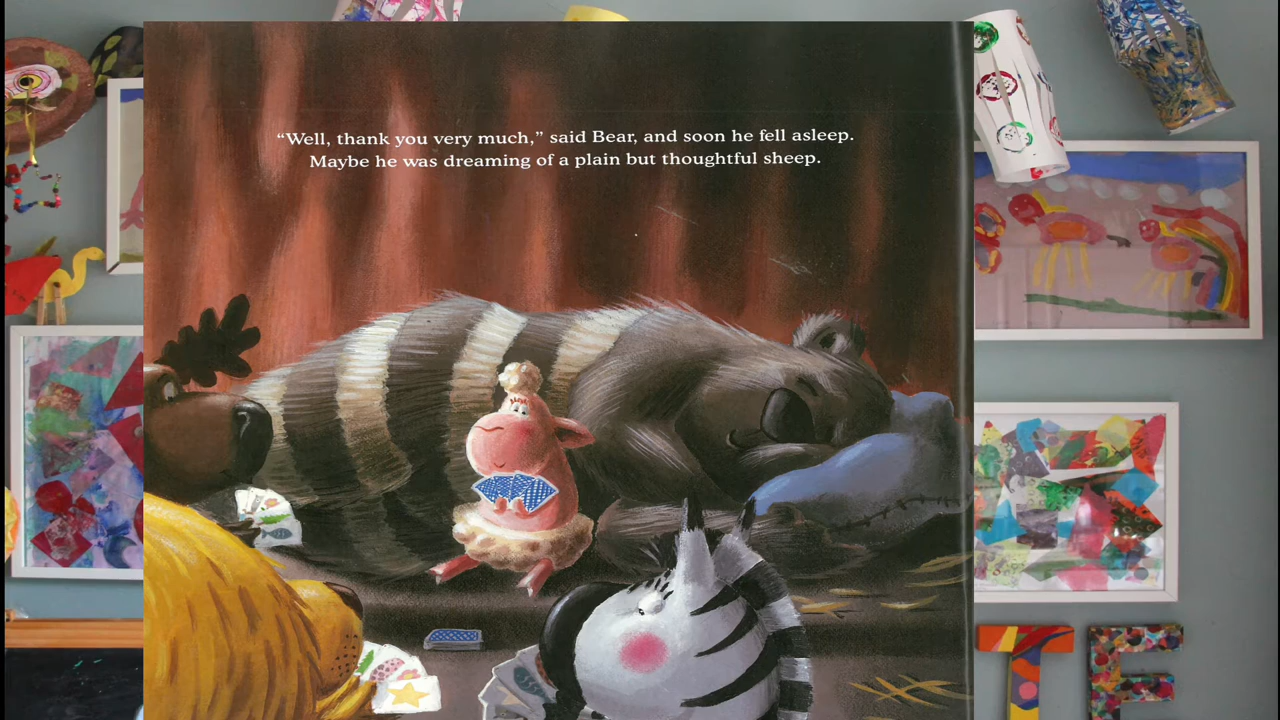 “Well, thank you very much,” said Bear, and soon he fell asleep.
Maybe he was dreaming of a plain but thoughtful sheep.
TE